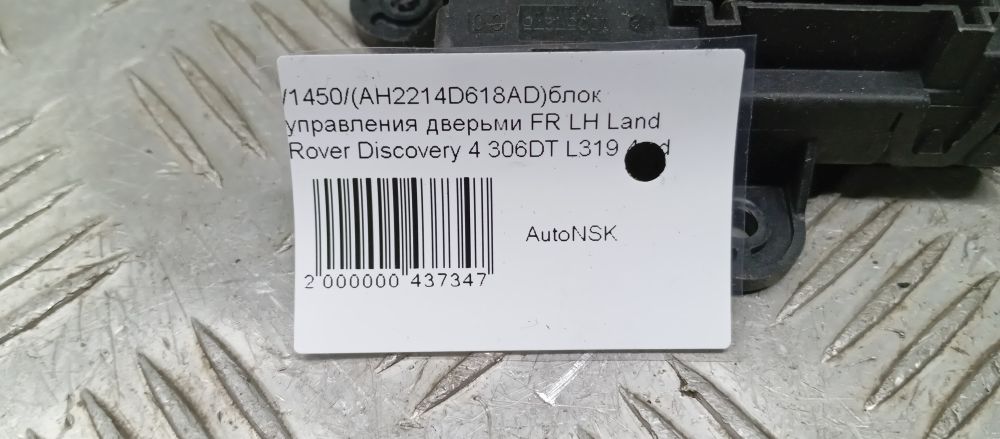 /1450/(AH2214D618AD)блок
управления дверьми FR LH Land
Rover Discovery 4 306DT L319
AutoNSK
2 000000 437347